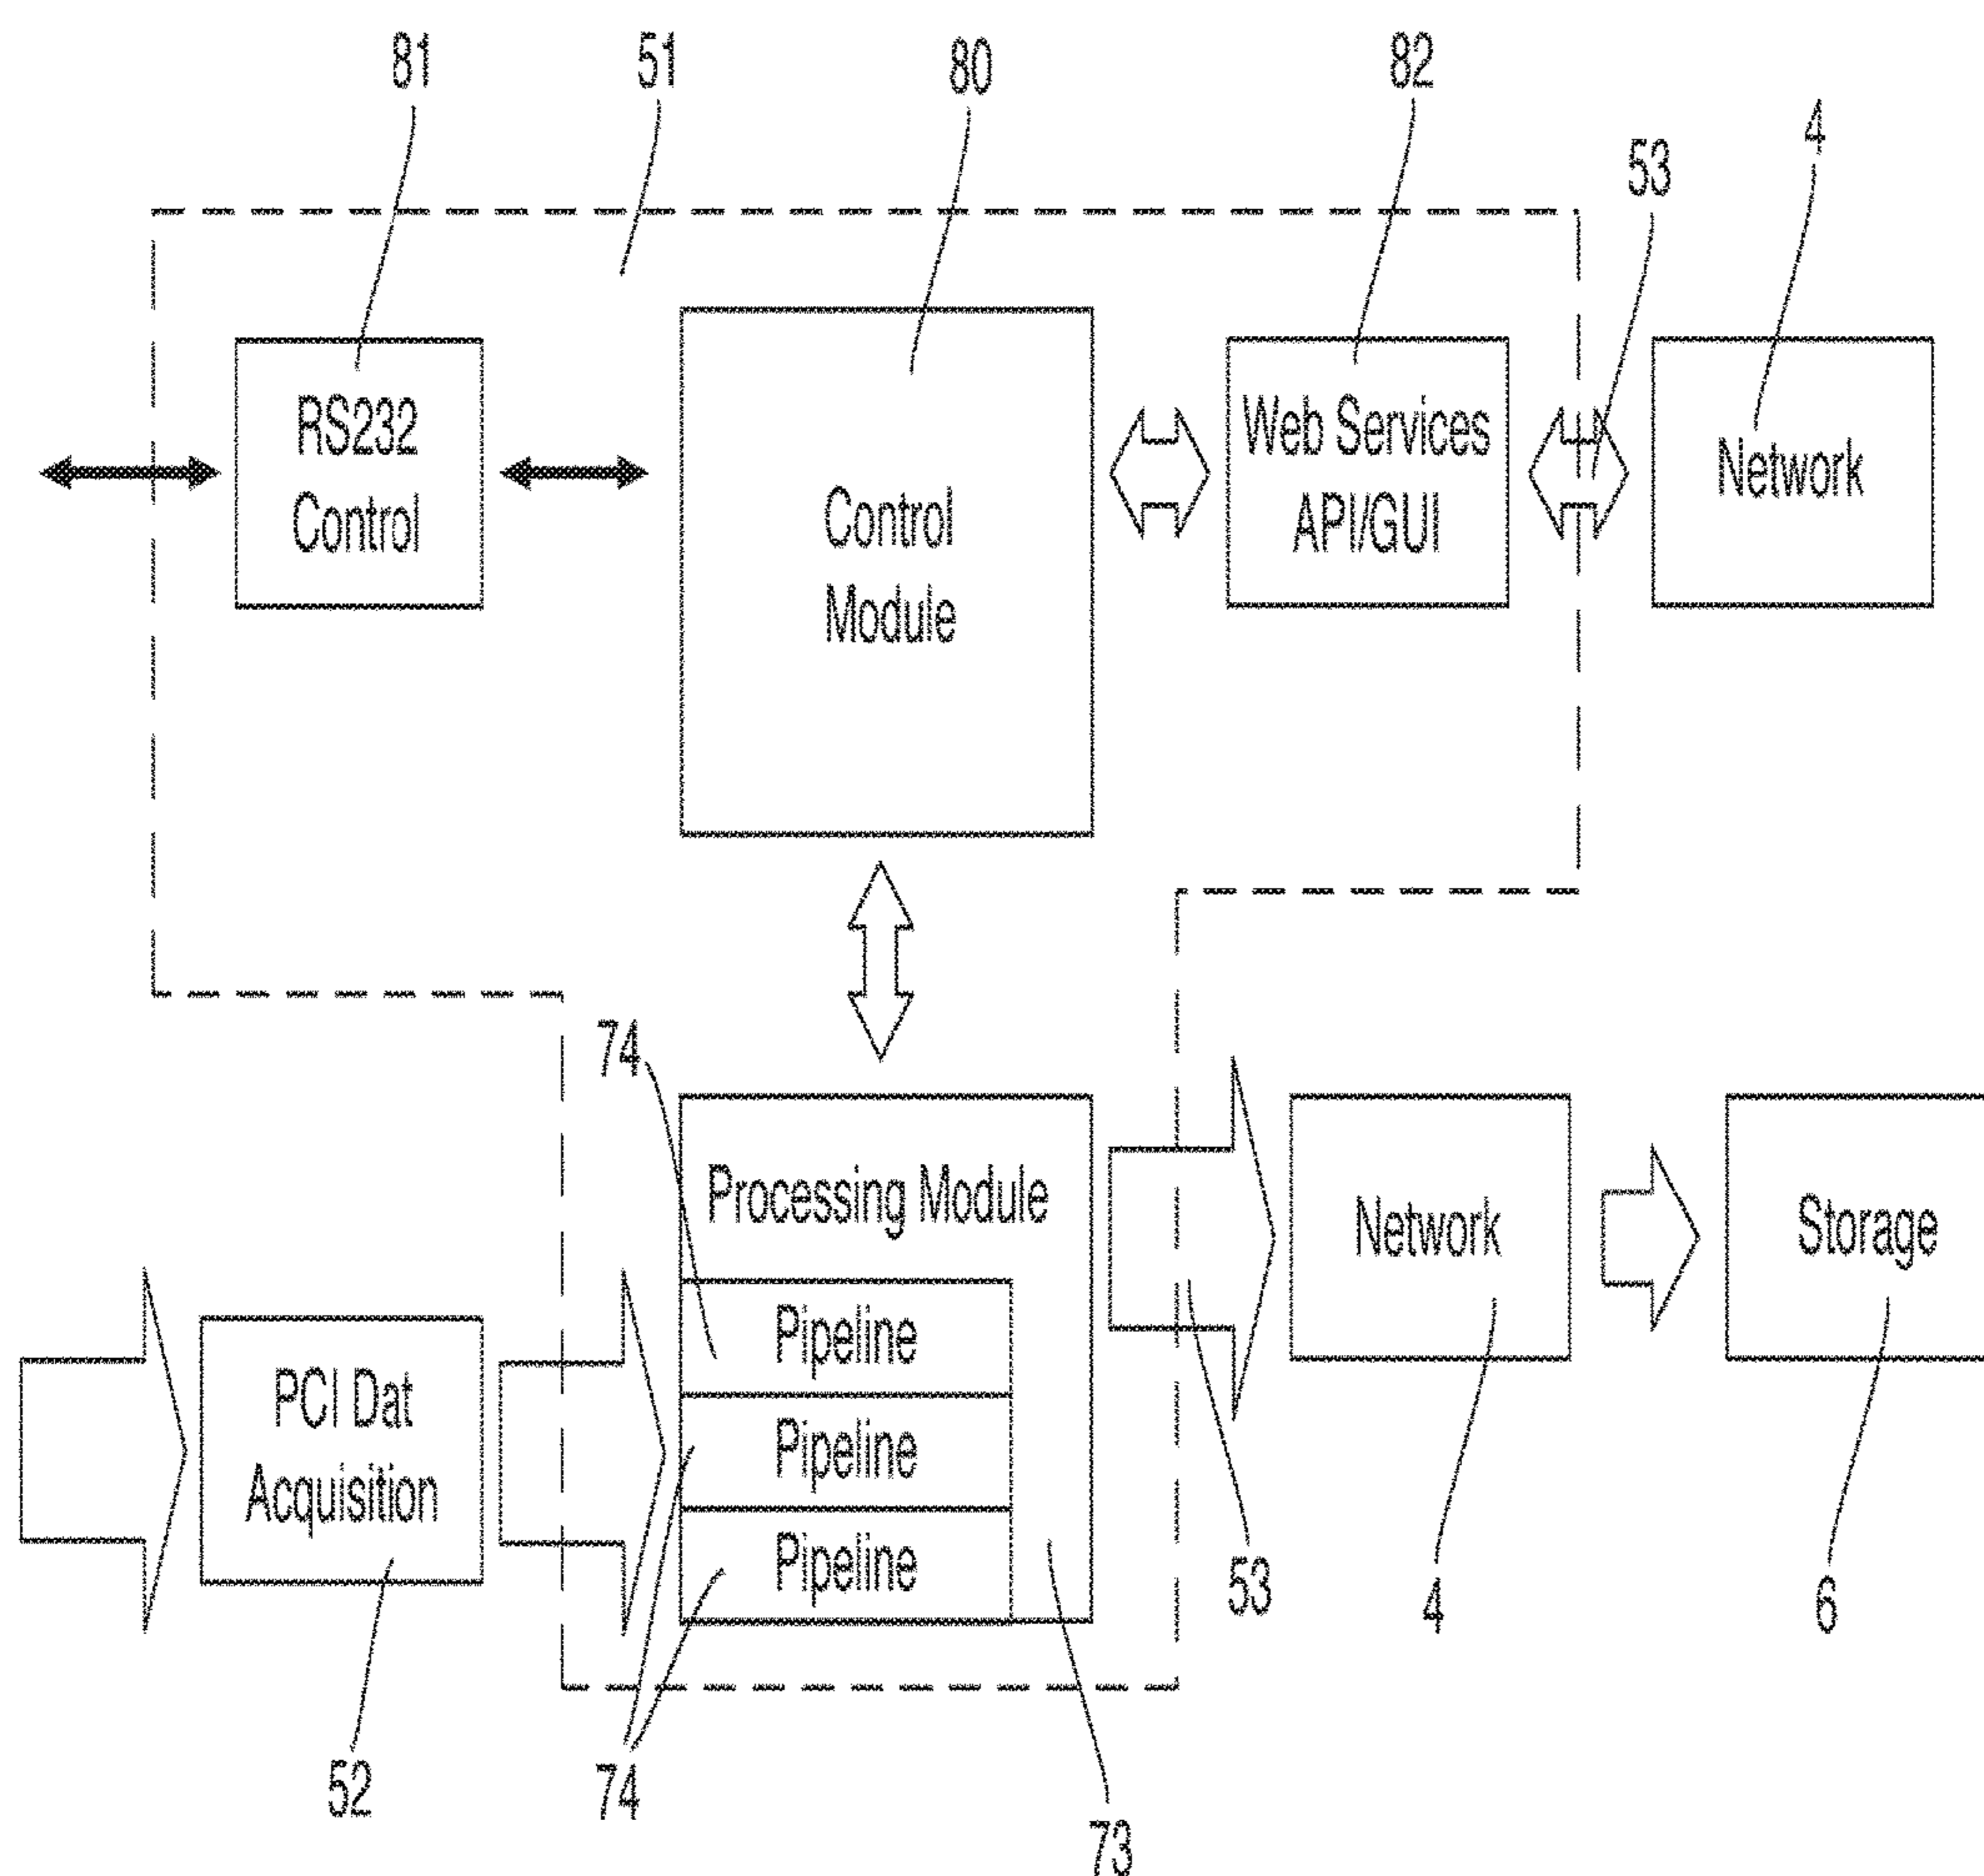 81
51
80
82
4
53
RS232
Control
Control
Module
Web Services
API/GUI
Network
74
Processing Module
Pipeline
Pipeline
Pipeline
Network
Storage
PCI Dat
Acquisition
53
4
6
52
74
73